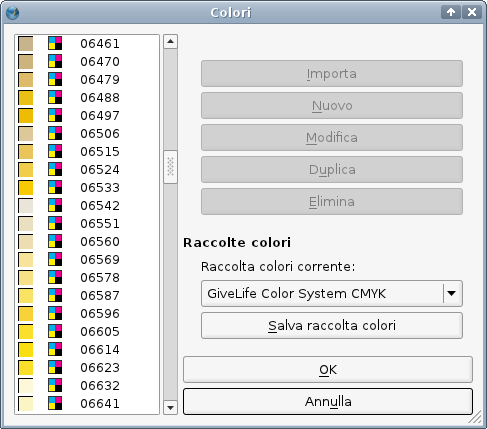 Colori
06461
06470
06479
06488
06497
06506
06515
06524
06533
06542
06551
06560
06569
06578
06587
06596
06605
06614
06623
06632
06641
Importa
Nuovo
Modifica
Duplica
Elimina
Raccolte colori
Raccolta colori corrente:
GiveLife Color System CMYK
Salva raccolta colori
OK
Annulla